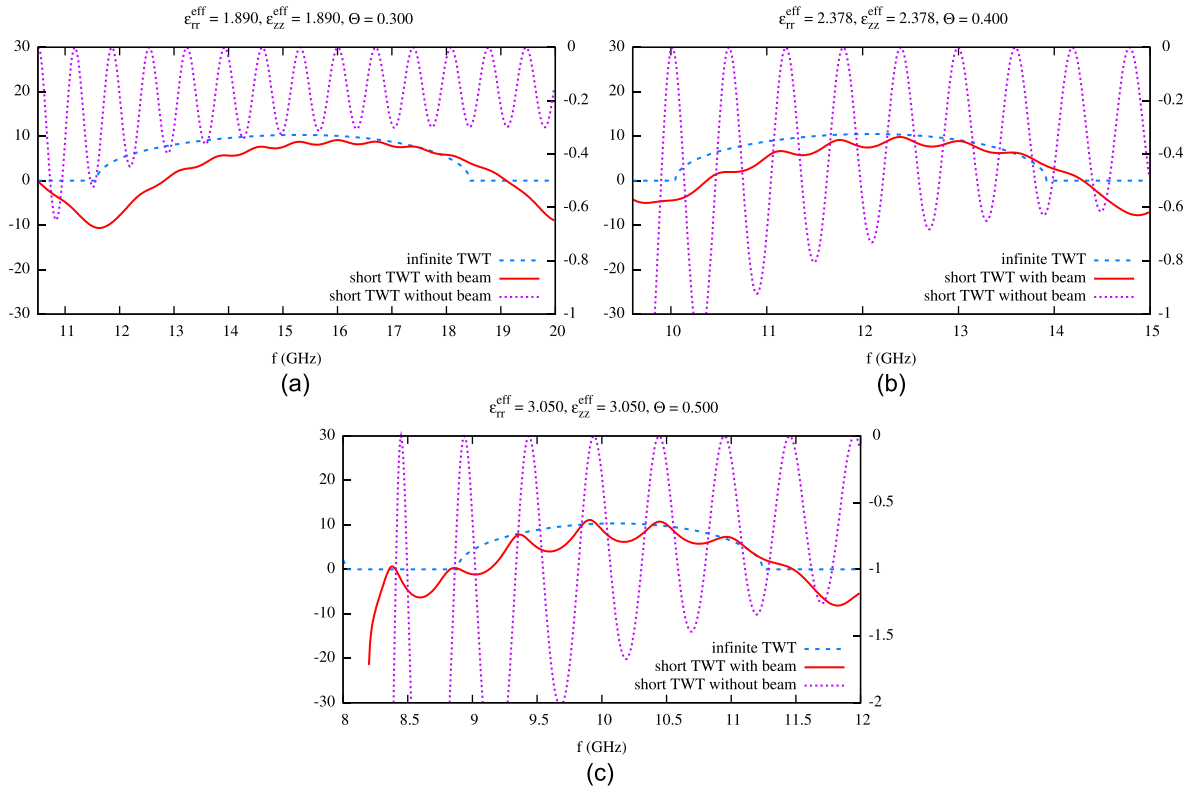 ε_rr^eff = 1.890, ε_zz^eff = 1.890, Θ = 0.300
30
20
10
0
-10
-20
-30
0
-0.2
-0.4
-0.6
-0.8
-1
infinite TWT
short TWT with beam
short TWT without beam
11 12 13 14 15 16 17 18 19 20
f (GHz)
(a)
ε_rr^eff = 2.378, ε_zz^eff = 2.378, Θ = 0.400
30
20
10
0
-10
-20
-30
0
-0.2
-0.4
-0.6
-0.8
-1
infinite TWT
short TWT with beam
short TWT without beam
10 11 12 13 14 15
f (GHz)
(b)
ε_rr^eff = 3.050, ε_zz^eff = 3.050, Θ = 0.500
30
20
10
0
-10
-20
-30
0
-0.5
-1
-1.5
-2
infinite TWT
short TWT with beam
short TWT without beam
8 8.5 9 9.5 10 10.5 11 11.5 12
f (GHz)
(c)